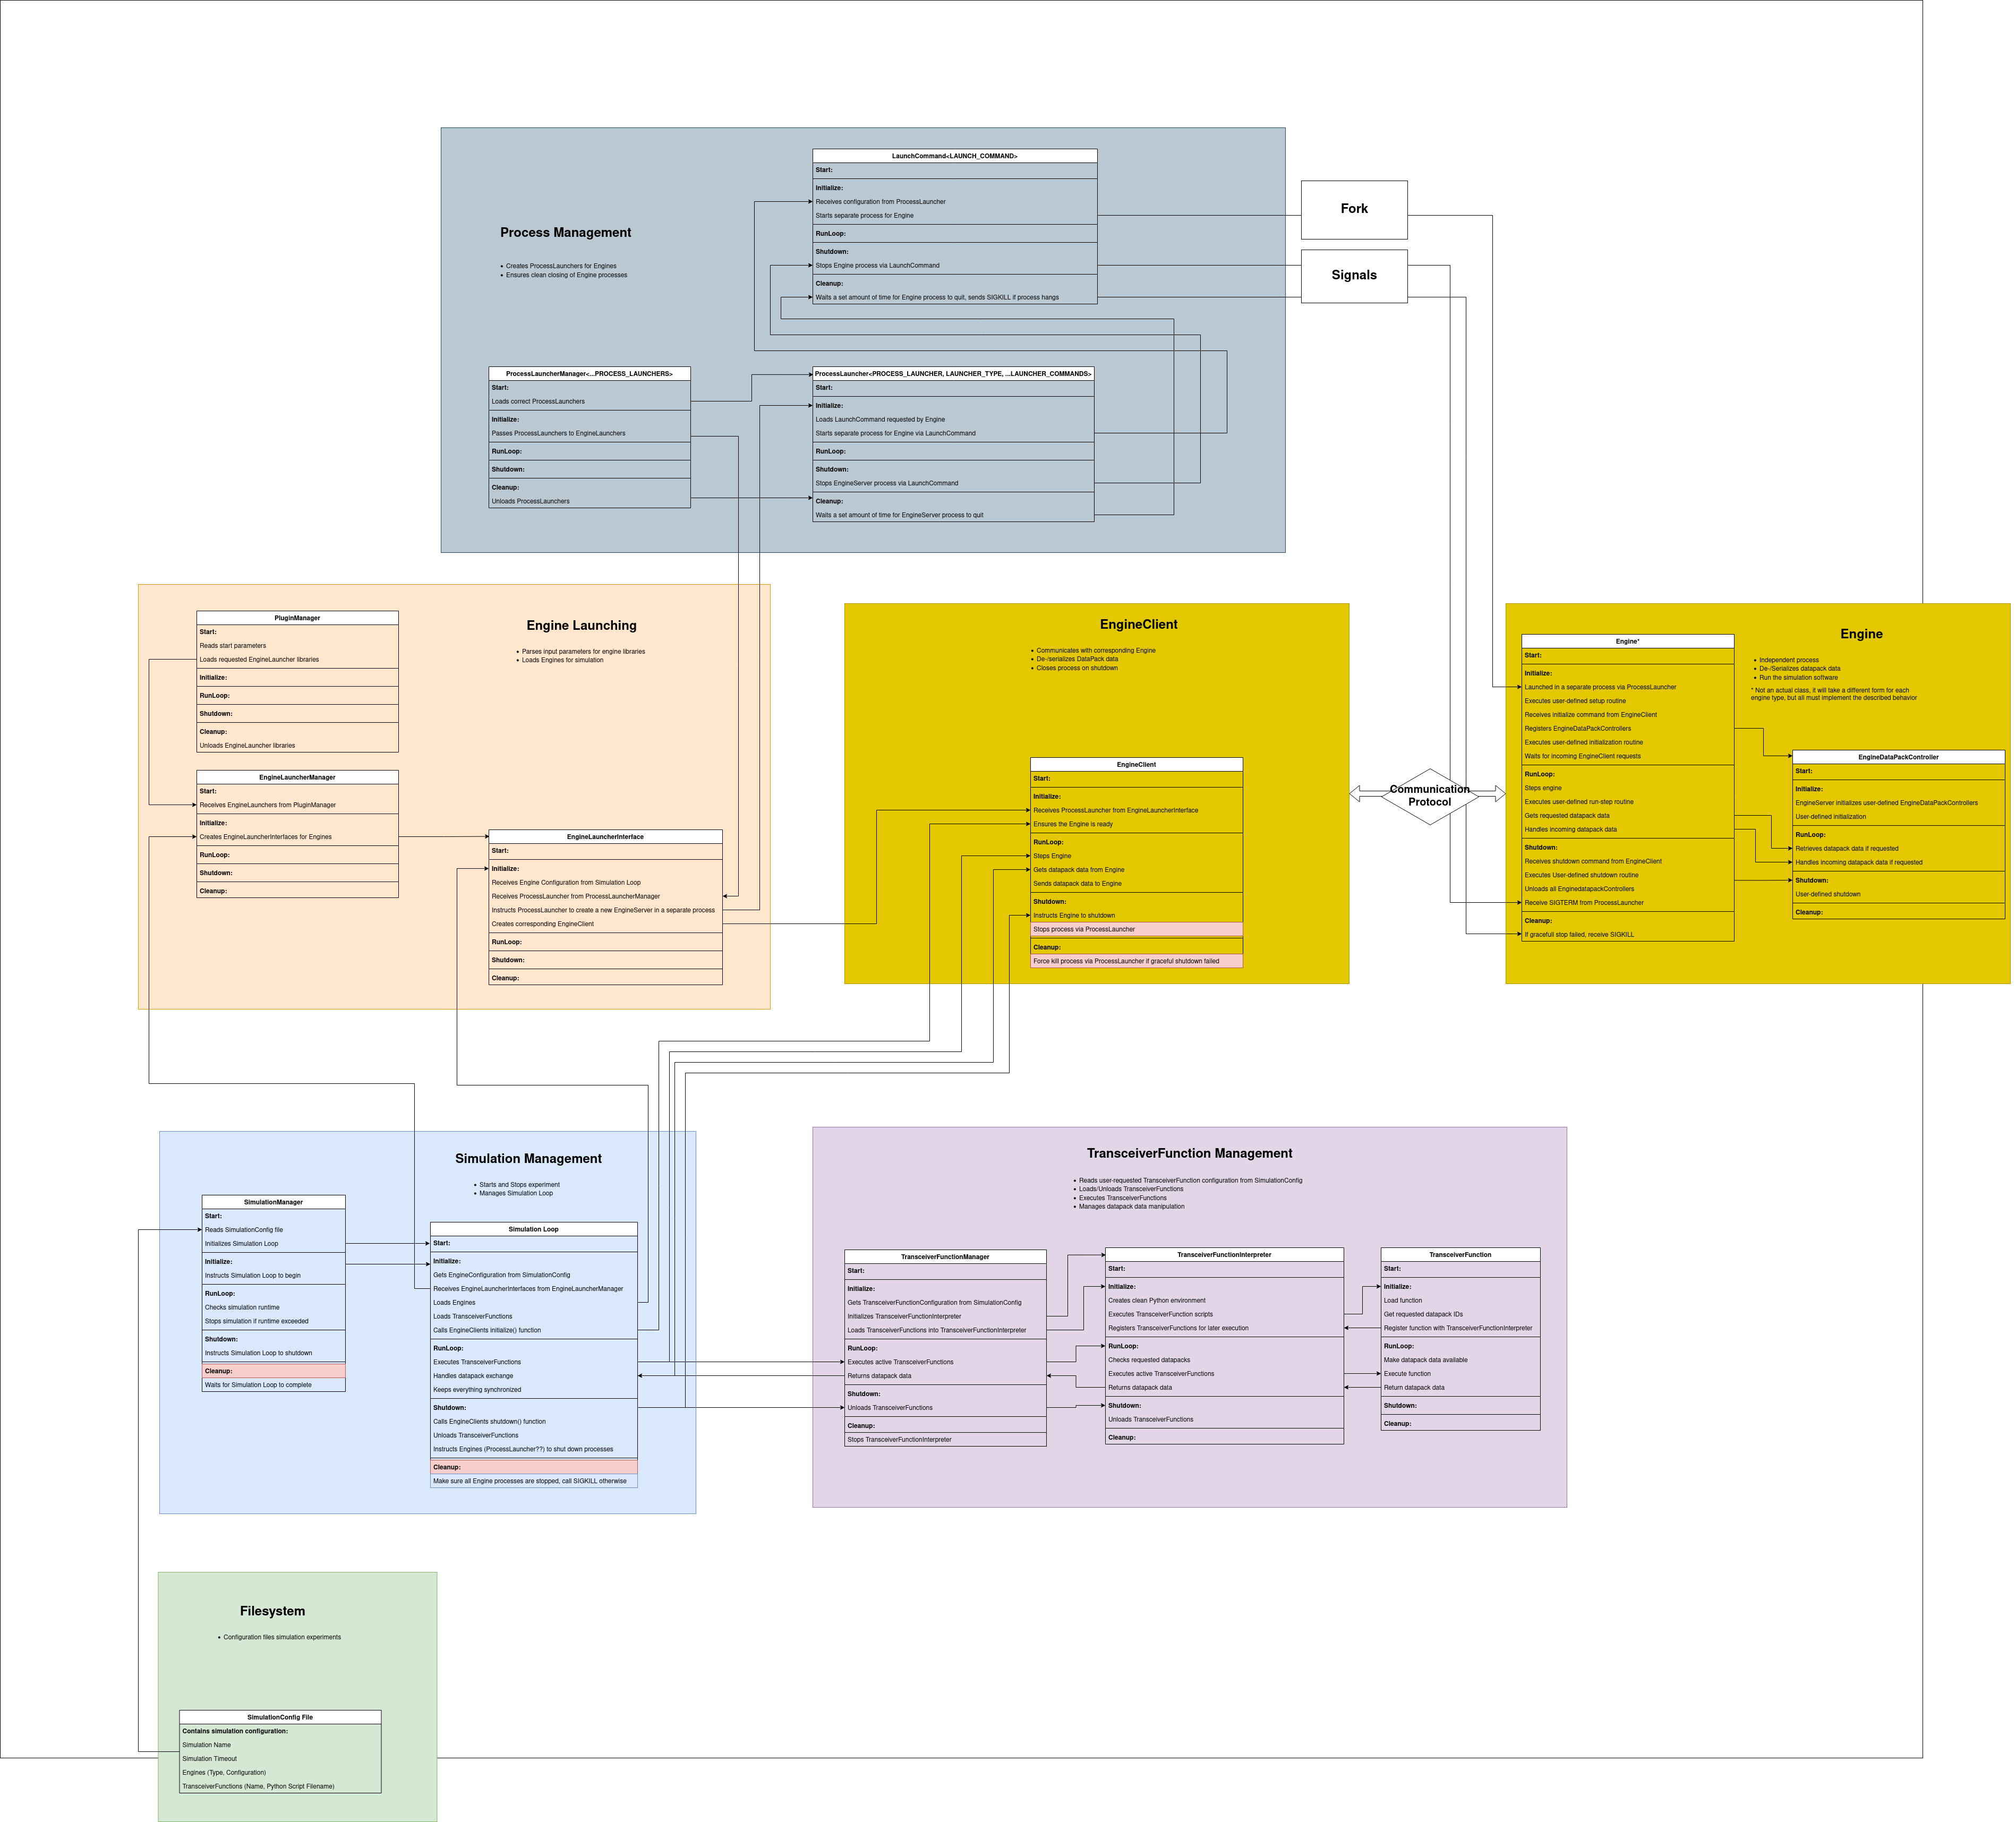 LaunchCommand<LAUNCH_COMMAND>
Start:
Initialize:
Receives configuration from ProcessLauncher
Starts separate process for Engine
RunLoop:
Shutdown:
Stops Engine process via LaunchCommand
Cleanup:
Waits a set amount of time for Engine process to quit, sends SIGKILL if process hangs
Fork
Signals
Process Management
Creates ProcessLaunchers for Engines
Ensures clean closing of Engine processes
ProcessLauncherManager<...PROCESS_LAUNCHERS>
Start:
Loads correct ProcessLaunchers
Initialize:
Passes ProcessLaunchers to EngineLaunchers
RunLoop:
Shutdown:
Cleanup:
Unloads ProcessLaunchers
ProcessLauncher<PROCESS_LAUNCHER, LAUNCHER_TYPE, ...LAUNCHER_COMMANDS>
Start:
Initialize:
Loads LaunchCommand requested by Engine
Starts separate process for Engine via LaunchCommand
RunLoop:
Shutdown:
Stops EngineServer process via LaunchCommand
Cleanup:
Waits a set amount of time for EngineServer process to quit
PluginManager
Start:
Reads start parameters
Loads requested EngineLauncher libraries
Initialize:
RunLoop:
Shutdown:
Cleanup:
Unloads EngineLauncher libraries
Engine Launching
Parses input parameters for engine libraries
Loads Engines for simulation
EngineLauncherManager
Start:
Receives EngineLaunchers from PluginManager
Initialize:
Creates EngineLauncherInterfaces for Engines
RunLoop:
Shutdown:
Cleanup:
EngineLauncherInterface
Start:
Initialize:
Receives Engine Configuration from Simulation Loop
Receives ProcessLauncher from ProcessLauncherManager
Instructs ProcessLauncher to create a new EngineServer in a separate process
Creates corresponding EngineClient
RunLoop:
Shutdown:
Cleanup:
EngineClient
Communicates with corresponding Engine
De-/serializes DataPack data
Closes process on shutdown
EngineClient
Start:
Initialize:
Receives ProcessLauncher from EngineLauncherInterface
Ensures the Engine is ready
RunLoop:
Steps Engine
Gets datapack data from Engine
Sends datapack data to Engine
Shutdown:
Instructs Engine to shutdown
Stops process via ProcessLauncher
Cleanup:
Force kill process via ProcessLauncher if graceful shutdown failed
Communication
Protocol
Engine*
Start:
Initialize:
Launched in a separate process via ProcessLauncher
Executes user-defined setup routine
Receives initialize command from EngineClient
Registers EngineDataPackControllers
Executes user-defined initialization routine
Waits for incoming EngineClient requests
RunLoop:
Steps engine
Executes user-defined run-step routine
Gets requested datapack data
Handles incoming datapack data
Shutdown:
Receives shutdown command from EngineClient
Executes User-defined shutdown routine
Unloads all EnginedatapackControllers
Receive SIGTERM from ProcessLauncher
Cleanup:
If gracefull stop failed, receive SIGKILL
Engine
Independent process
De-/Serializes datapack data
Run the simulation software
* Not an actual class, it will take a different form for each
engine type, but all must implement the described behavior
EngineDataPackController
Start:
Initialize:
EngineServer initializes user-defined EngineDataPackControllers
User-defined initialization
RunLoop:
Retrieves datapack data if requested
Handles incoming datapack data if requested
Shutdown:
User-defined shutdown
Cleanup:
Simulation Management
Starts and Stops experiment
Manages Simulation Loop
SimulationManager
Start:
Reads SimulationConfig file
Initializes Simulation Loop
Initialize:
Instructs Simulation Loop to begin
RunLoop:
Checks simulation runtime
Stops simulation if runtime exceeded
Shutdown:
Instructs Simulation Loop to shutdown
Cleanup:
Waits for Simulation Loop to complete
Simulation Loop
Start:
Initialize:
Gets EngineConfiguration from SimulationConfig
Receives EngineLauncherInterfaces from EngineLauncherManager
Loads Engines
Loads TransceiverFunctions
Calls EngineClients initialize() function
RunLoop:
Executes TransceiverFunctions
Handles datapack exchange
Keeps everything synchronized
Shutdown:
Calls EngineClients shutdown() function
Unloads TransceiverFunctions
Instructs Engines (ProcessLauncher??) to shut down processes
Cleanup:
Make sure all Engine processes are stopped, call SIGKILL otherwise
TransceiverFunction Management
Reads user-requested TransceiverFunction configuration from SimulationConfig
Loads/Unloads TransceiverFunctions
Executes TransceiverFunctions
Manages datapack data manipulation
TransceiverFunctionManager
Start:
Initialize:
Gets TransceiverFunctionConfiguration from SimulationConfig
Initializes TransceiverFunctionInterpreter
Loads TransceiverFunctions into TransceiverFunctionInterpreter
RunLoop:
Executes active TransceiverFunctions
Returns datapack data
Shutdown:
Unloads TransceiverFunctions
Cleanup:
Stops TransceiverFunctionInterpreter
TransceiverFunctionInterpreter
Start:
Initialize:
Creates clean Python environment
Executes TransceiverFunction scripts
Registers TransceiverFunctions for later execution
RunLoop:
Checks requested datapacks
Executes active TransceiverFunctions
Returns datapack data
Shutdown:
Unloads TransceiverFunctions
Cleanup:
TransceiverFunction
Start:
Initialize:
Load function
Get requested datapack IDs
Register function with TransceiverFunctionInterpreter
RunLoop:
Make datapack data available
Execute function
Return datapack data
Shutdown:
Cleanup:
Filesystem
Configuration files simulation experiments
SimulationConfig File
Contains simulation configuration:
Simulation Name
Simulation Timeout
Engines (Type, Configuration)
TransceiverFunctions (Name, Python Script Filename)